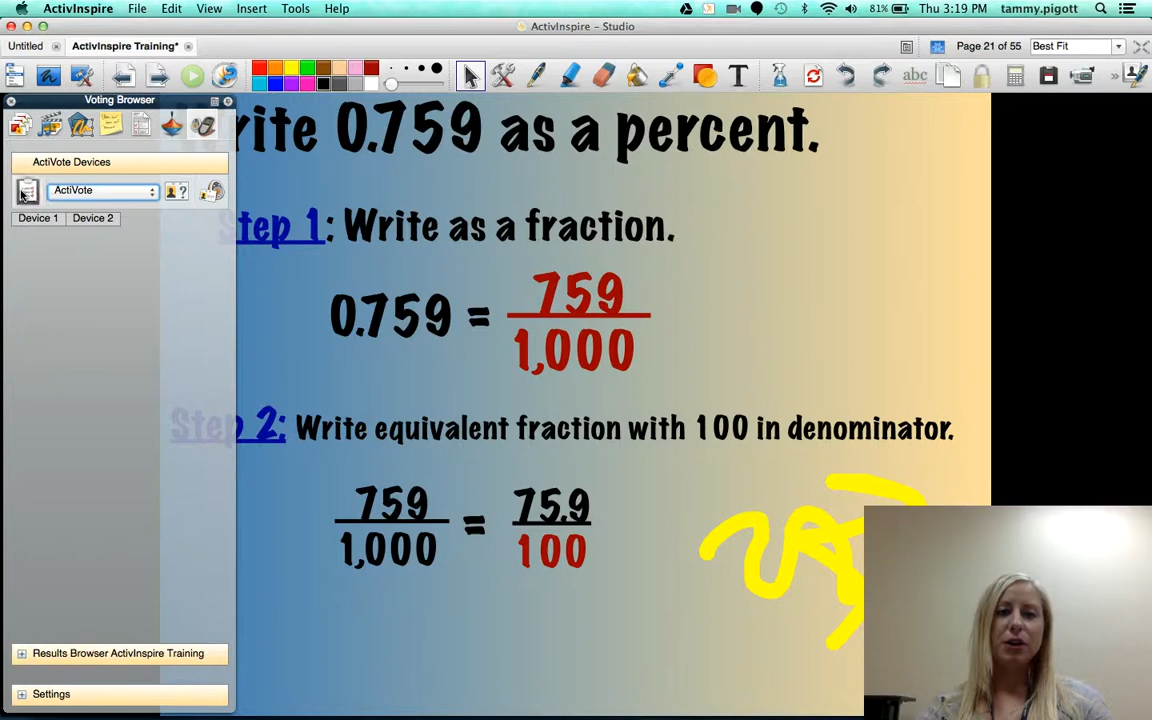 ActivInspire File Edit View Insert Tools Help 81% Thu 3:19 PM tammy.pigott
ActivInspire - Studio
Untitled ActivInspire Training* Page 21 of 55 Best Fit
abc
Voting Browser
ActiVote Devices
ActiVote
Device 1 Device 2
Results Browser ActivInspire Training
Settings
rite 0.759 as a percent.
Step 1: Write as a fraction.
0.759 = 759
1,000
Step 2: Write equivalent fraction with 100 in denominator.
759 = 75.9
1,000 100